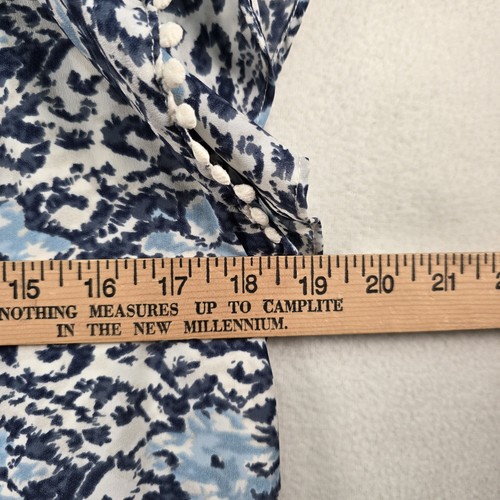 15 16 17 18 19 20 21
NOTHING MEASURES UP TO CAMPLITE
IN THE NEW MILLENNIUM.